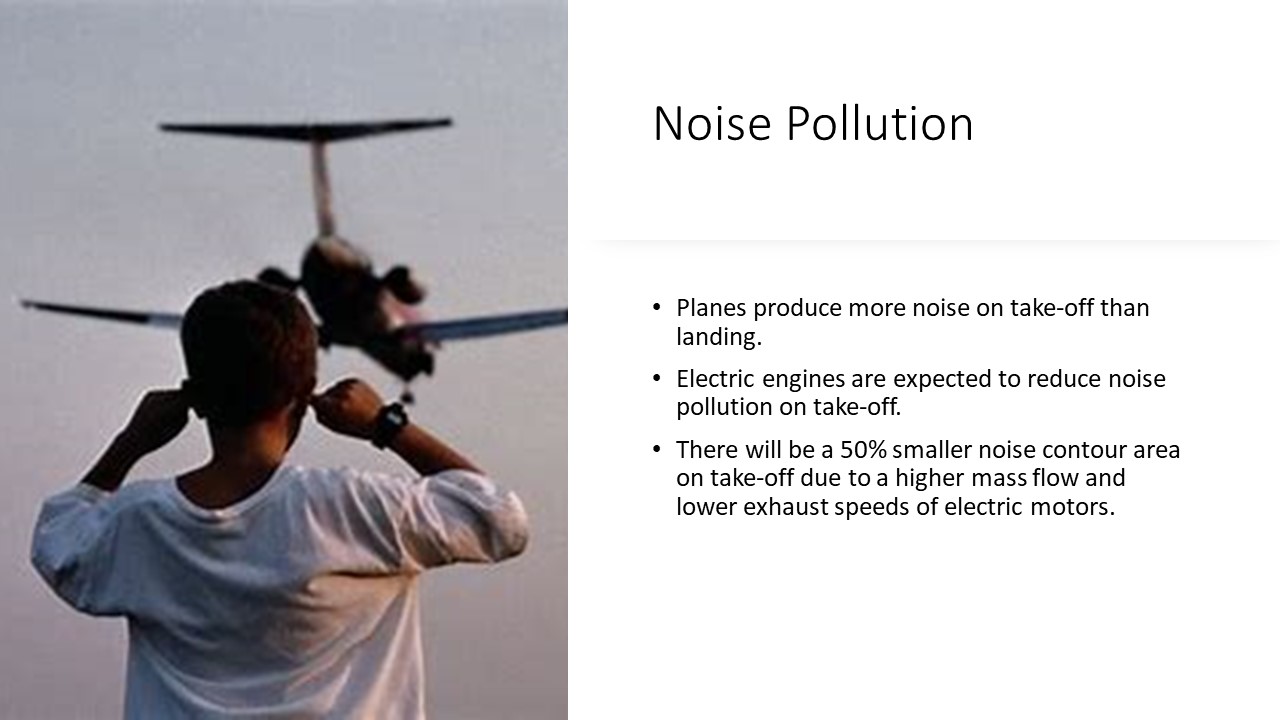 Noise Pollution
• Planes produce more noise on take-off than
landing.
• Electric engines are expected to reduce noise
pollution on take-off.
• There will be a 50% smaller noise contour area
on take-off due to a higher mass flow and
lower exhaust speeds of electric motors.